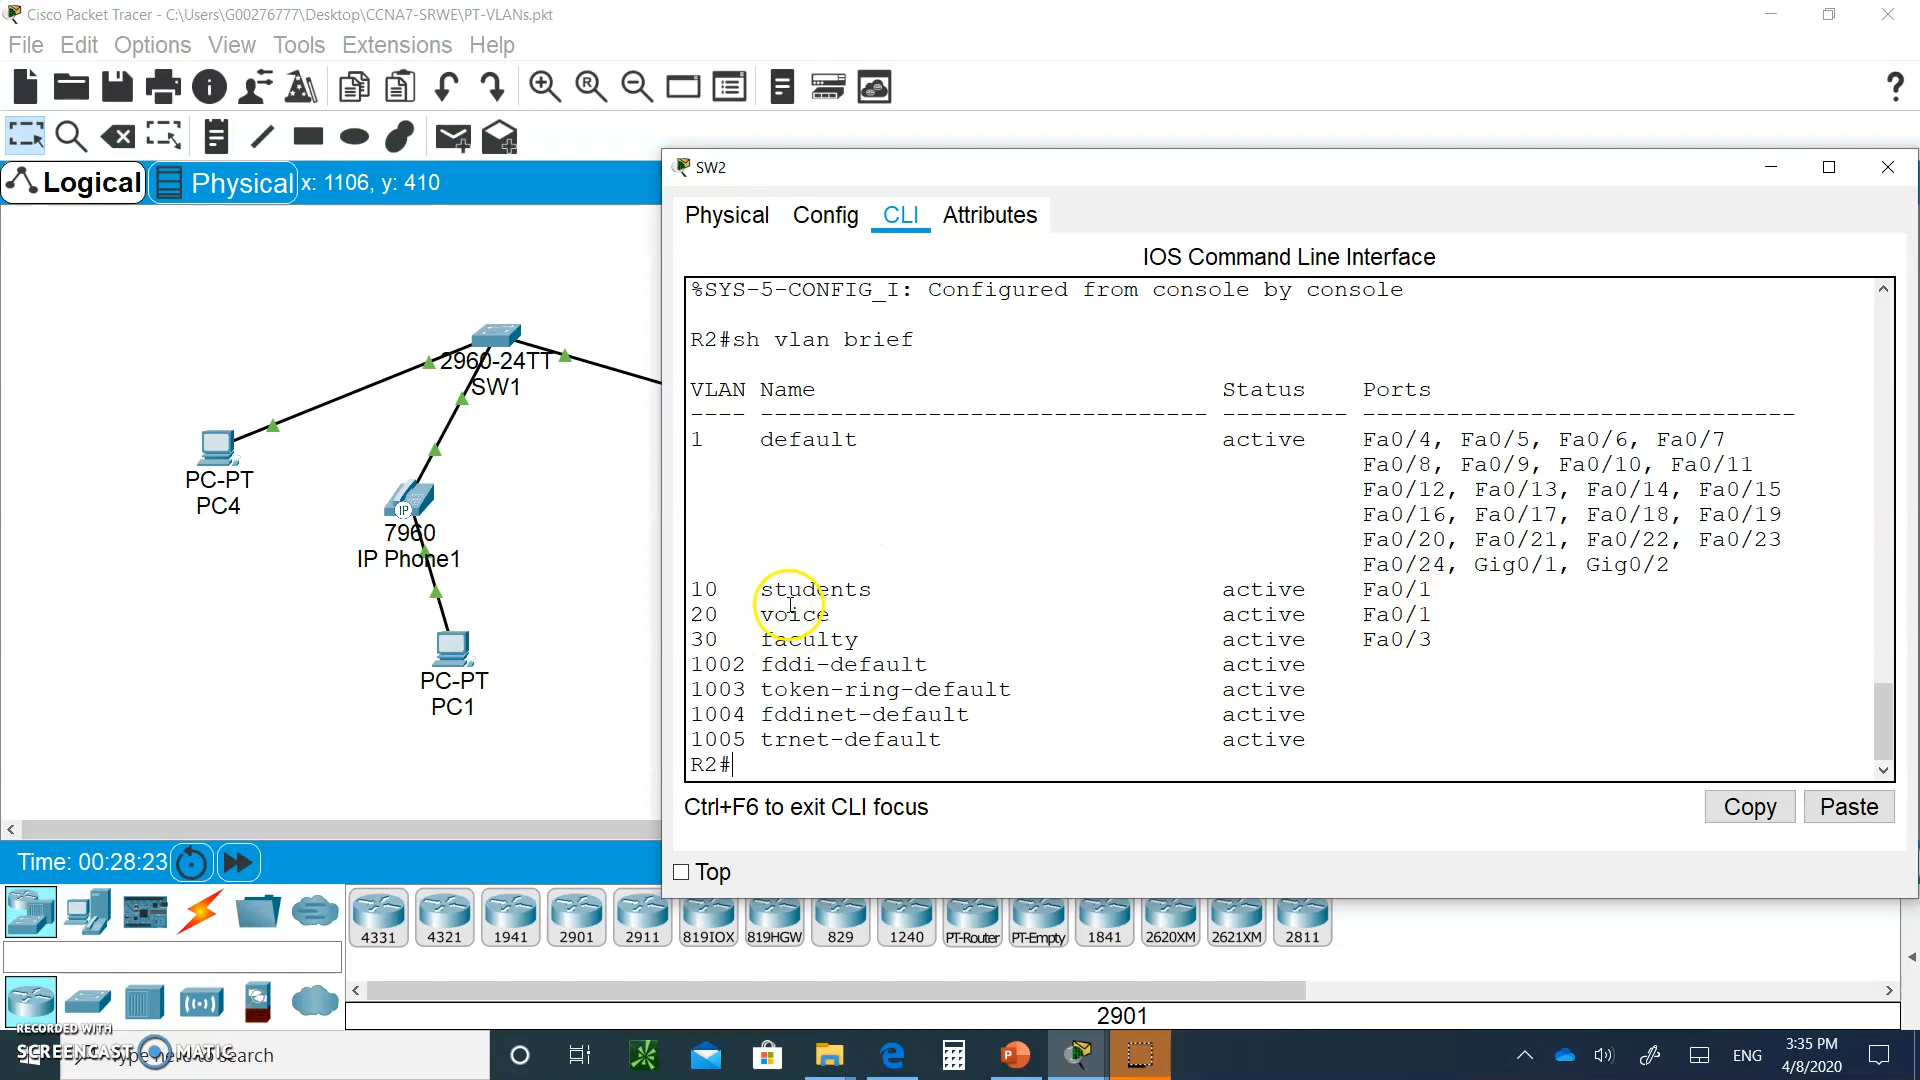 Cisco Packet Tracer - C:\Users\G00276777\Desktop\CCNA7-SRWE\PT-VLANs.pkt
File Edit Options View Tools Extensions Help
Logical Physical x: 1106, y: 410
SW2
Physical Config CLI Attributes
IOS Command Line Interface
%SYS-5-CONFIG_I: Configured from console by console
R2#sh vlan brief
VLAN Name Status Ports
---- -------------------------------- --------- -------------------------------
1 default active Fa0/4, Fa0/5, Fa0/6, Fa0/7
Fa0/8, Fa0/9, Fa0/10, Fa0/11
Fa0/12, Fa0/13, Fa0/14, Fa0/15
Fa0/16, Fa0/17, Fa0/18, Fa0/19
Fa0/20, Fa0/21, Fa0/22, Fa0/23
Fa0/24, Gig0/1, Gig0/2
10 students active Fa0/1
20 voice active Fa0/1
30 faculty active Fa0/3
1002 fddi-default active
1003 token-ring-default active
1004 fddinet-default active
1005 trnet-default active
R2#
Ctrl+F6 to exit CLI focus
Copy Paste
Top
2960-24TT
SW1
PC-PT
PC4
IP
7960
IP Phone1
PC-PT
PC1
Time: 00:28:23
4331 4321 1941 2901 2911 819IOX 819HGW 829 1240 PT-Router PT-Empty 1841 2620XM 2621XM 2811
2901
RECORDED WITH
SCREENCAST MATIC
Type here to search
ENG
3:35 PM
4/8/2020